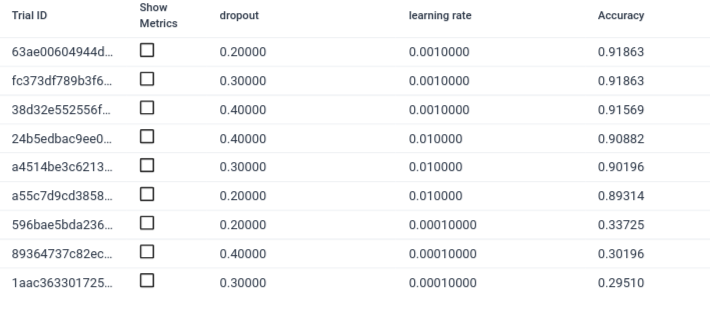 Trial ID Show Metrics dropout learning rate Accuracy
63ae00604944d... 0.20000 0.0010000 0.91863
fc373df789b3f6... 0.30000 0.0010000 0.91863
38d32e552556f... 0.40000 0.0010000 0.91569
24b5edbac9ee0... 0.40000 0.010000 0.90882
a4514be3c6213... 0.30000 0.010000 0.90196
a55c7d9cd3858... 0.20000 0.010000 0.89314
596bae5bda236... 0.20000 0.00010000 0.33725
89364737c82ec... 0.40000 0.00010000 0.30196
1aac363301725... 0.30000 0.00010000 0.29510